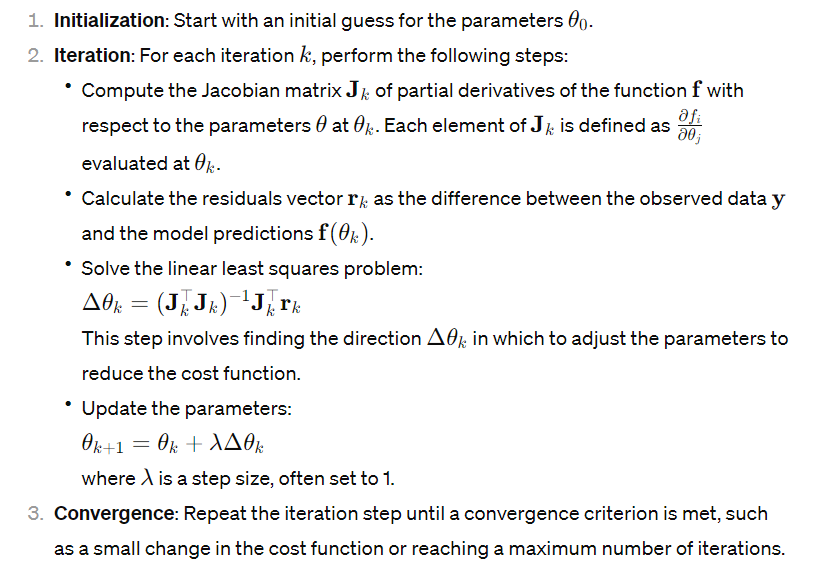 1. Initialization: Start with an initial guess for the parameters θ₀.
2. Iteration: For each iteration k, perform the following steps:
• Compute the Jacobian matrix Jₖ of partial derivatives of the function f with
respect to the parameters θ at θₖ. Each element of Jₖ is defined as ∂fᵢ/∂θⱼ
evaluated at θₖ.
• Calculate the residuals vector rₖ as the difference between the observed data y
and the model predictions f(θₖ).
• Solve the linear least squares problem:
Δθₖ = (Jₖ⊤Jₖ)⁻¹Jₖ⊤rₖ
This step involves finding the direction Δθₖ in which to adjust the parameters to
reduce the cost function.
• Update the parameters:
θₖ₊₁ = θₖ + λΔθₖ
where λ is a step size, often set to 1.
3. Convergence: Repeat the iteration step until a convergence criterion is met, such
as a small change in the cost function or reaching a maximum number of iterations.